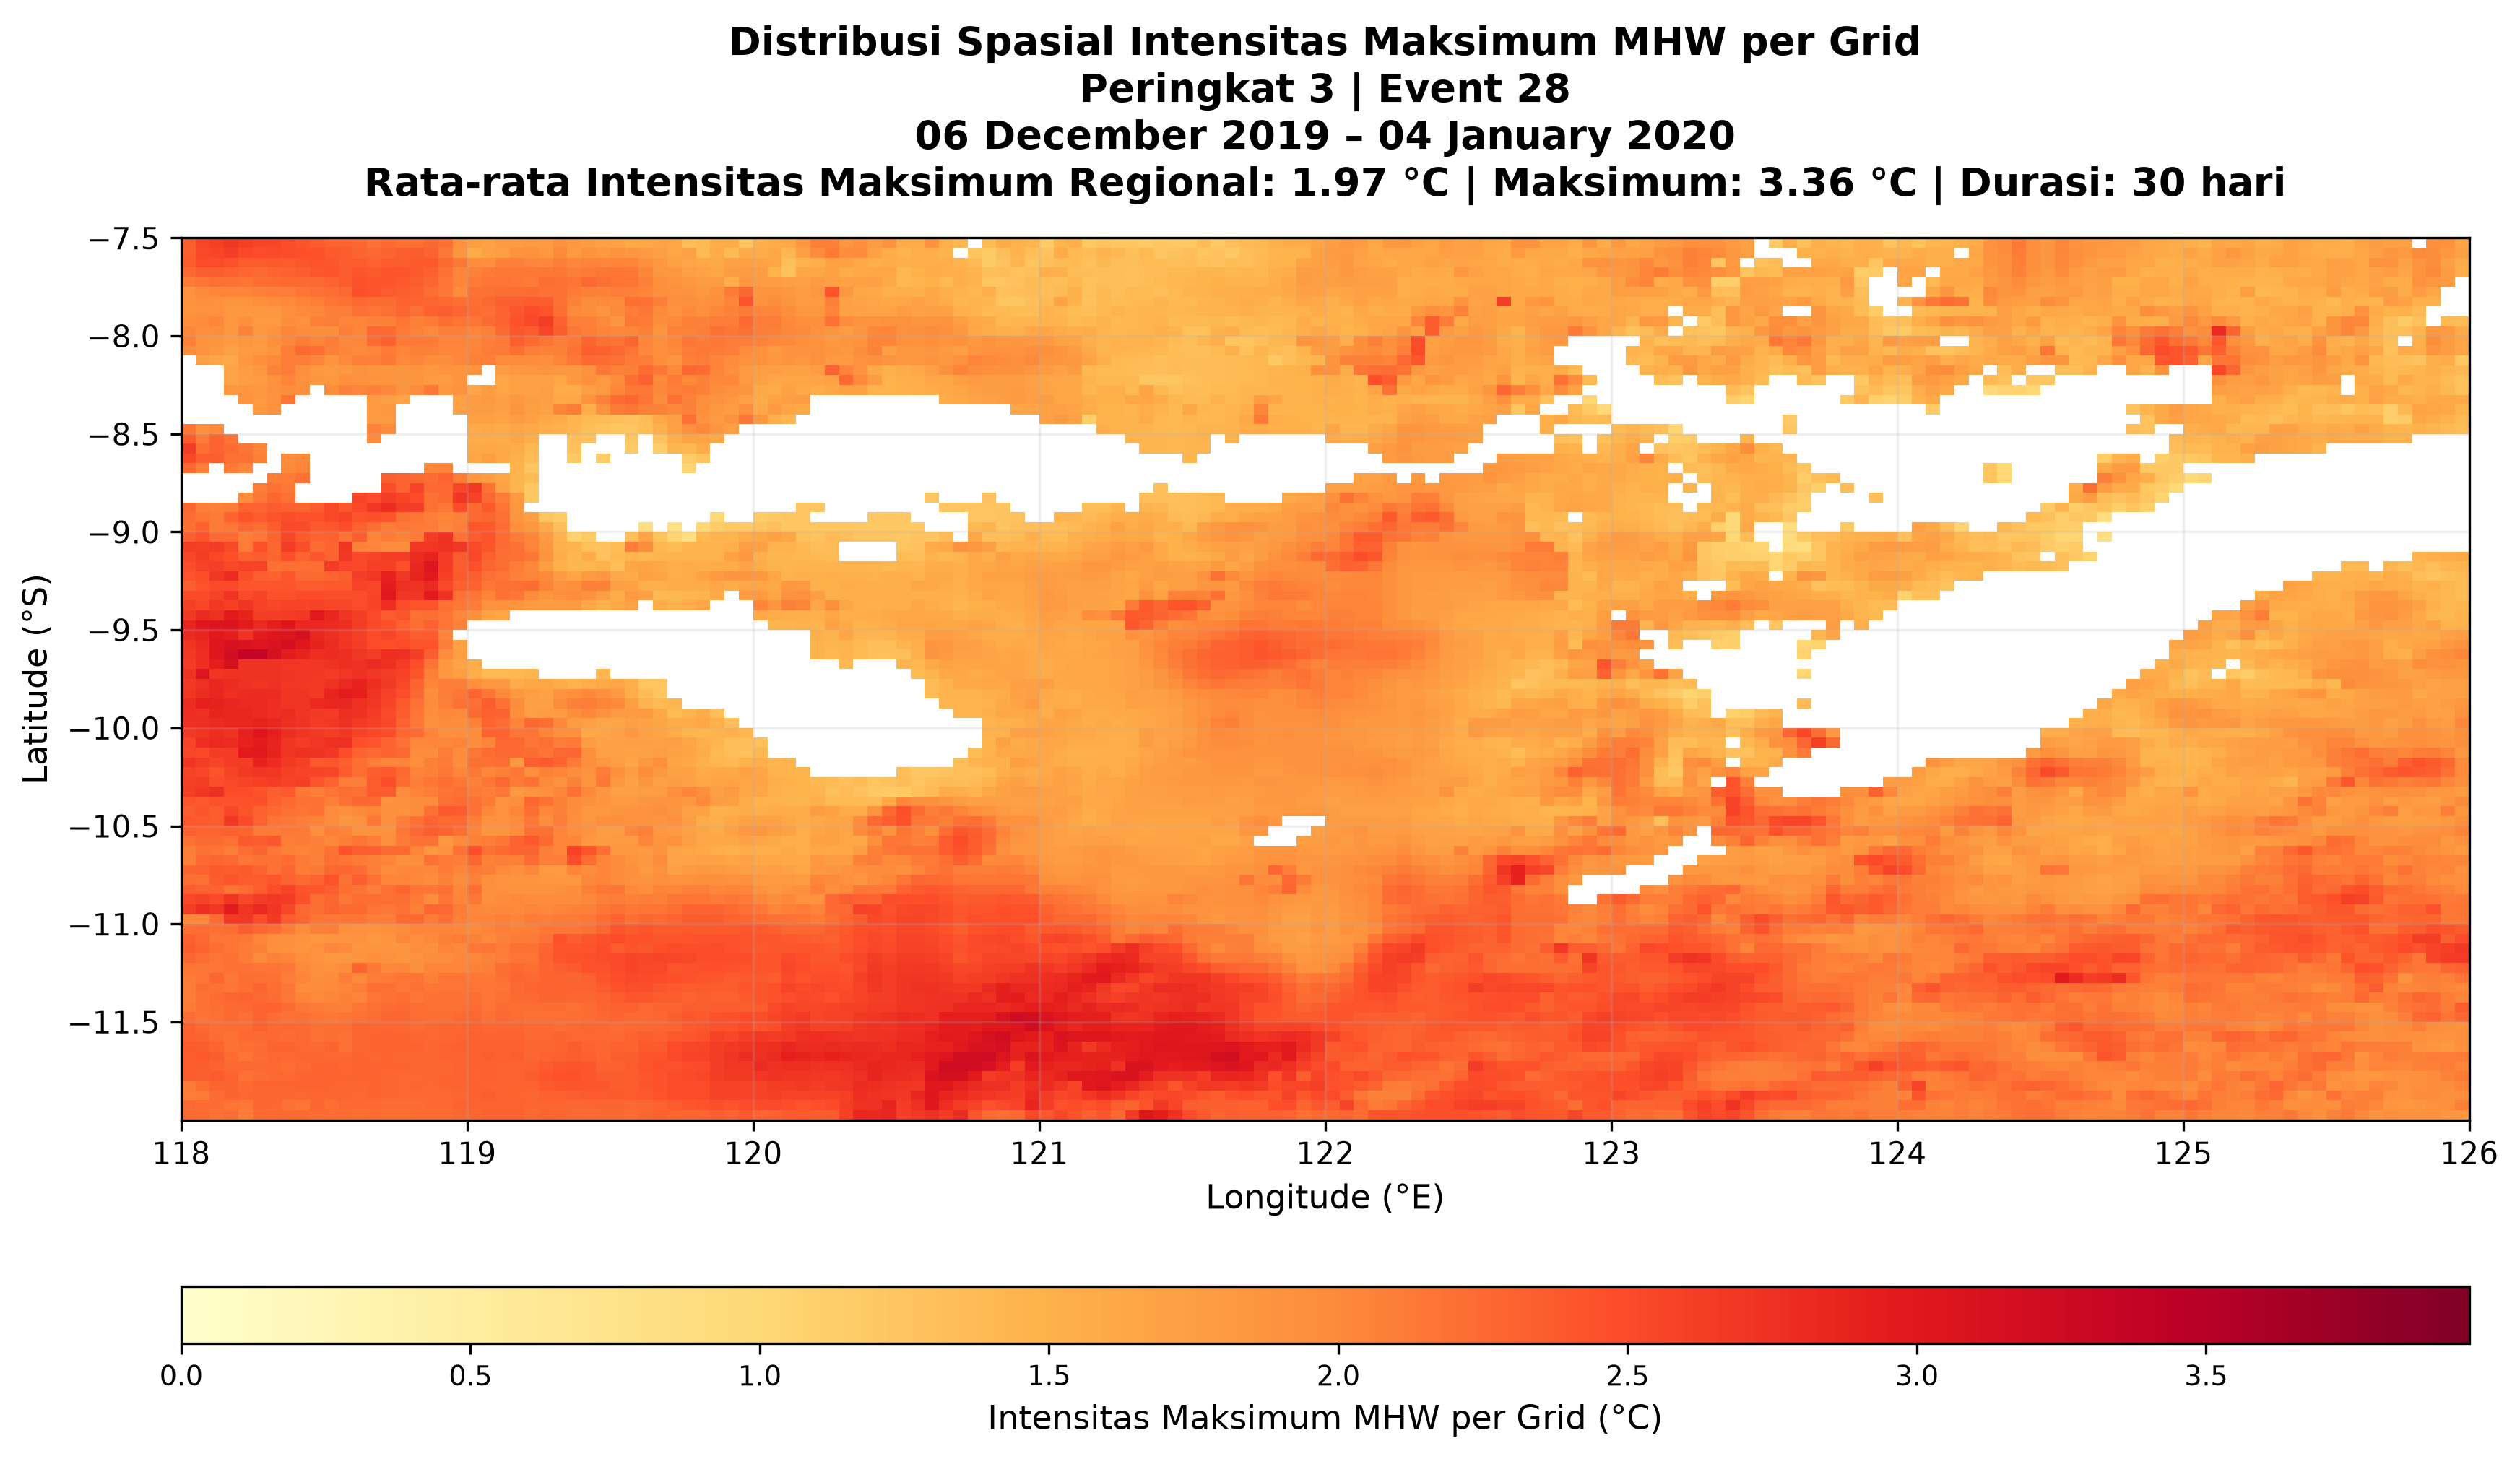 Distribusi Spasial Intensitas Maksimum MHW per Grid
Peringkat 3 | Event 28
06 December 2019 – 04 January 2020
Rata-rata Intensitas Maksimum Regional: 1.97 °C | Maksimum: 3.36 °C | Durasi: 30 hari
−7.5
−8.0
−8.5
−9.0
−9.5
−10.0
−10.5
−11.0
−11.5
Latitude (°S)
118 119 120 121 122 123 124 125 126
Longitude (°E)
0.0 0.5 1.0 1.5 2.0 2.5 3.0 3.5
Intensitas Maksimum MHW per Grid (°C)